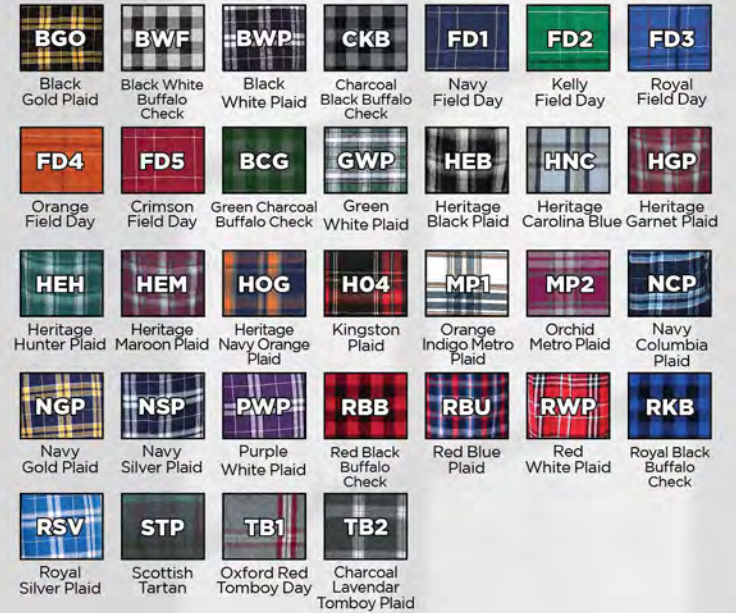 BGO BWF BWP CKB FD1 FD2 FD3
Black Gold Plaid
Black White Buffalo Check
Black White Plaid
Charcoal Black Buffalo Check
Navy Field Day
Kelly Field Day
Royal Field Day
FD4 FD5 BCG GWP HEB HNC HGP
Orange Field Day
Crimson Field Day
Green Charcoal Buffalo Check
Green White Plaid
Heritage Black Plaid
Heritage Carolina Blue
Heritage Garnet Plaid
HEH HEM HOG H04 MP1 MP2 NCP
Heritage Hunter Plaid
Heritage Maroon Plaid
Heritage Navy Orange Plaid
Kingston Plaid
Orange Indigo Metro Plaid
Orchid Metro Plaid
Navy Columbia Plaid
NGP NSP PWP RBB RBU RWP RKB
Navy Gold Plaid
Navy Silver Plaid
Purple White Plaid
Red Black Buffalo Check
Red Blue Plaid
Red White Plaid
Royal Black Buffalo Check
RSV STP TB1 TB2
Royal Silver Plaid
Scottish Tartan
Oxford Red Tomboy Day
Charcoal Lavendar Tomboy Plaid